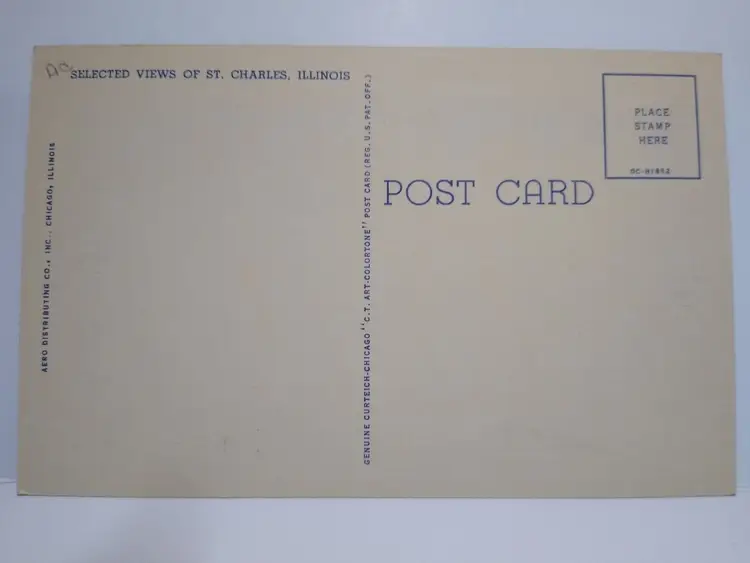 SELECTED VIEWS OF ST. CHARLES, ILLINOIS
AERO DISTRIBUTING CO., INC., CHICAGO, ILLINOIS
GENUINE CURTEICH-CHICAGO "C.T. ART-COLORTONE" POST CARD (REG. U.S. PAT. OFF.)
POST CARD
PLACE
STAMP
HERE